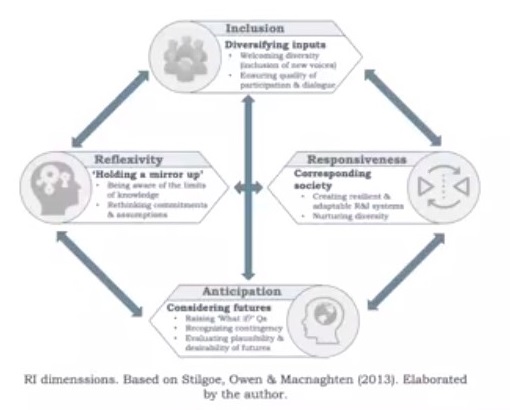 Inclusion
Diversifying inputs
• Welcoming diversity
(inclusion of new voices)
• Ensuring quality of
participation & dialogue
Reflexivity
'Holding a mirror up'
• Being aware of the limits
of knowledge
• Rethinking commitments
& assumptions
Responsiveness
Corresponding
society
• Creating resilient &
adaptable R&I systems
• Nurturing diversity
Anticipation
Considering futures
• Raising 'What if?' Qs
• Recognizing contingency
• Evaluating plausibility &
desirability of futures
RI dimenssions. Based on Stilgoe, Owen & Macnaghten (2013). Elaborated
by the author.